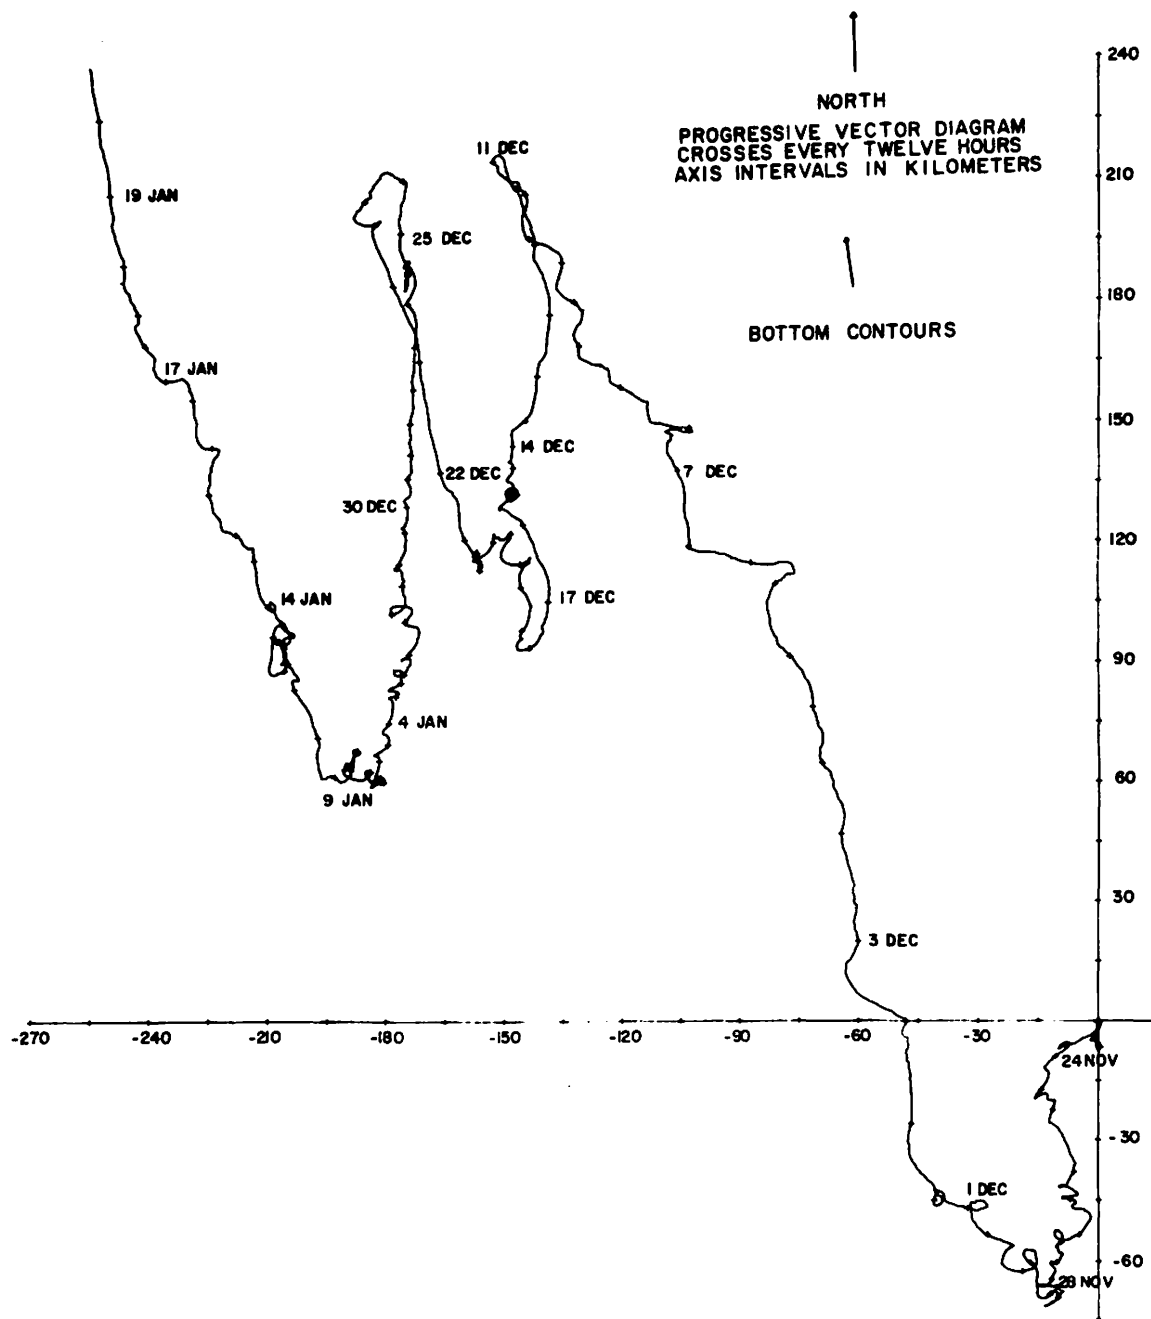 240
NORTH
PROGRESSIVE VECTOR DIAGRAM
CROSSES EVERY TWELVE HOURS
AXIS INTERVALS IN KILOMETERS
11 DEC
210
19 JAN
25 DEC
180
BOTTOM CONTOURS
17 JAN
150
14 DEC
22 DEC
7 DEC
30 DEC
120
14 JAN
17 DEC
90
4 JAN
60
9 JAN
30
3 DEC
-270 -240 -210 -180 -150 -120 -90 -60 -30
24 NOV
-30
1 DEC
-60
28 NOV